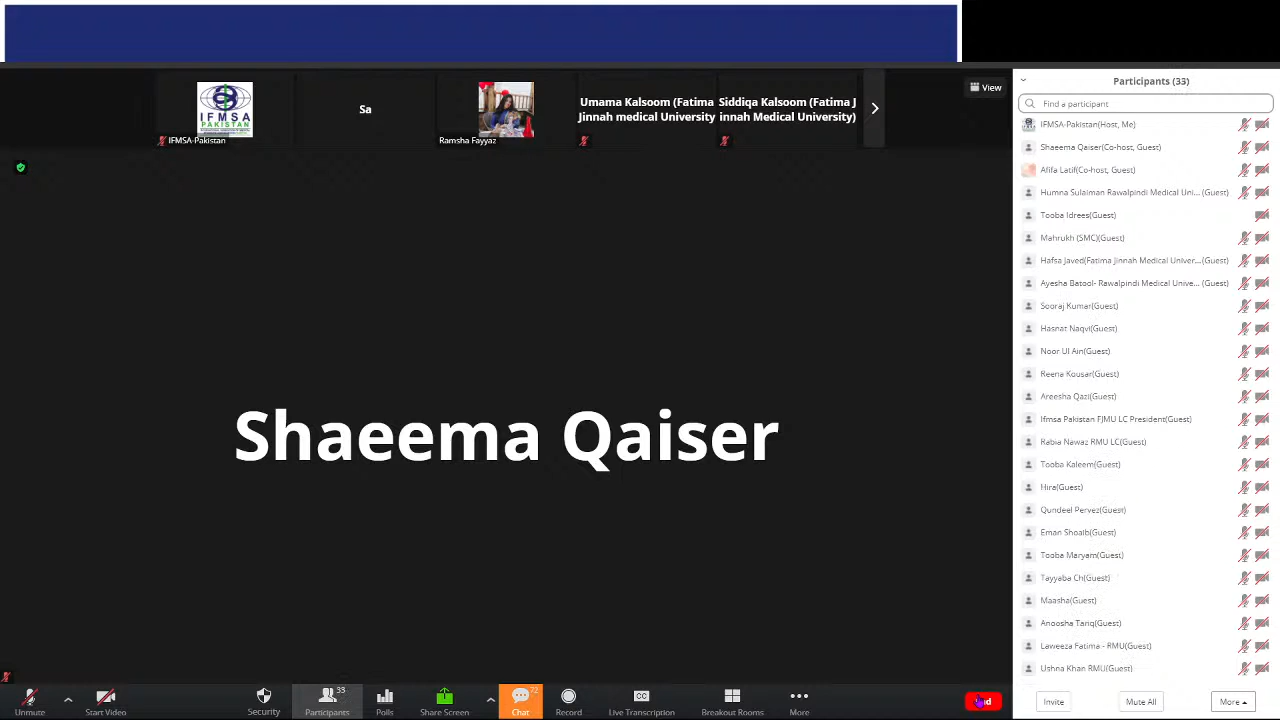 IFMSA
PAKISTAN
IFMSA-Pakistan
Sa
Ramsha Fayyaz
Umama Kalsoom (Fatima
Jinnah medical University
Siddiqa Kalsoom (Fatima J
innah Medical University)
View
Shaeema Qaiser
Participants (33)
Find a participant
IFMSA-Pakistan(Host, Me)
Shaeema Qaiser(Co-host, Guest)
Afifa Latif(Co-host, Guest)
Humna Sulaiman Rawalpindi Medical Uni... (Guest)
Tooba Idrees(Guest)
Mahrukh (SMC)(Guest)
Hafsa Javed(Fatima Jinnah Medical Univer...(Guest)
Ayesha Batool- Rawalpindi Medical Unive... (Guest)
Sooraj Kumar(Guest)
Hasnat Naqvi(Guest)
Noor Ul Ain(Guest)
Reena Kousar(Guest)
Areesha Qazi(Guest)
Ifmsa Pakistan FJMU LC President(Guest)
Rabia Nawaz RMU LC(Guest)
Tooba Kaleem(Guest)
Hira(Guest)
Qundeel Pervez(Guest)
Eman Shoaib(Guest)
Tooba Maryam(Guest)
Tayyaba Ch(Guest)
Maasha(Guest)
Anoosha Tariq(Guest)
Laweeza Fatima - RMU(Guest)
Ushna Khan RMU(Guest)
Unmute
Start Video
Security
33
Participants
Polls
Share Screen
72
Chat
Record
CC
Live Transcription
Breakout Rooms
More
Invite
Mute All
More